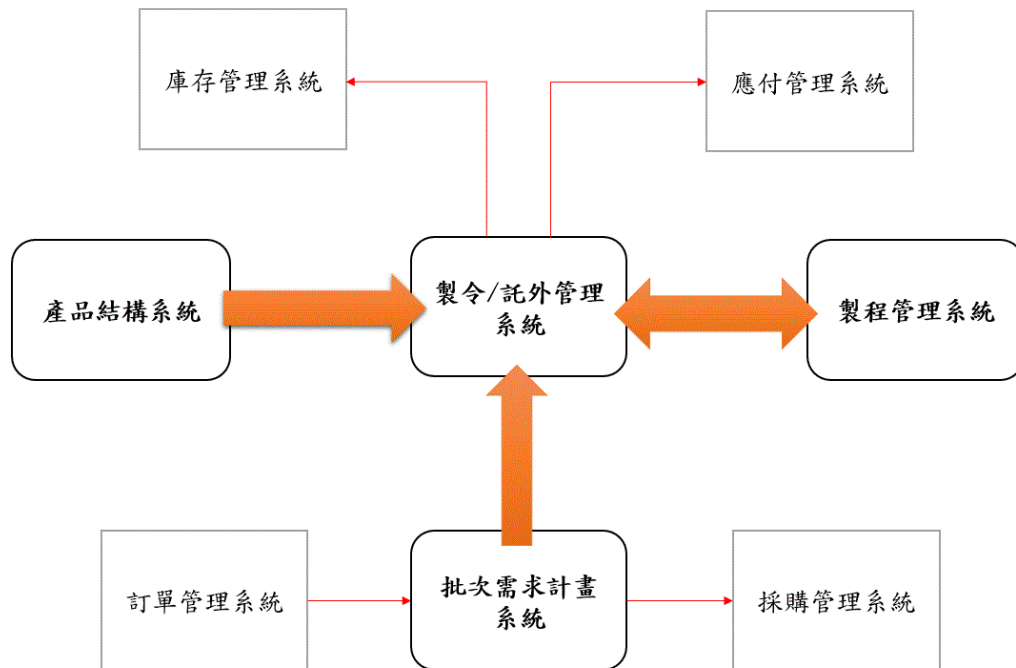 庫存管理系統
應付管理系統
產品結構系統
製令/託外管理
系統
製程管理系統
訂單管理系統
批次需求計畫
系統
採購管理系統